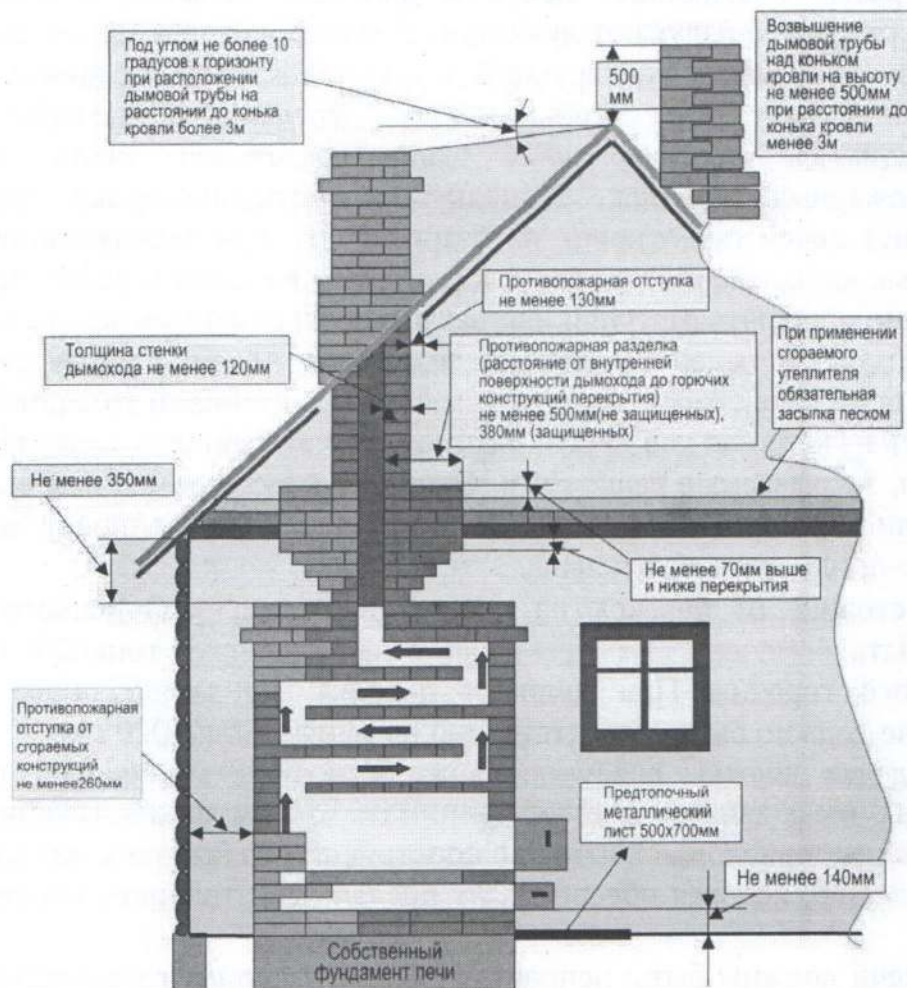 Под углом не более 10
градусов к горизонту
при расположении
дымовой трубы на
расстоянии до конька
кровли более 3м
500
мм
Возвышение
дымовой трубы
над коньком
кровли на высоту
не менее 500мм
при расстоянии до
конька кровли
менее 3м
Противопожарная отступка
не менее 130мм
Толщина стенки
дымохода не менее 120мм
Противопожарная разделка
(расстояние от внутренней
поверхности дымохода до горючих
конструкций перекрытия)
не менее 500мм(не защищенных),
380мм (защищенных)
При применении
сгораемого
утеплителя
обязательная
засыпка песком
Не менее 350мм
Не менее 70мм выше
и ниже перекрытия
Противопожарная
отступка от
сгораемых
конструкций
не менее260мм
Предтопочный
металлический
лист 500х700мм
Не менее 140мм
Собственный
фундамент печи